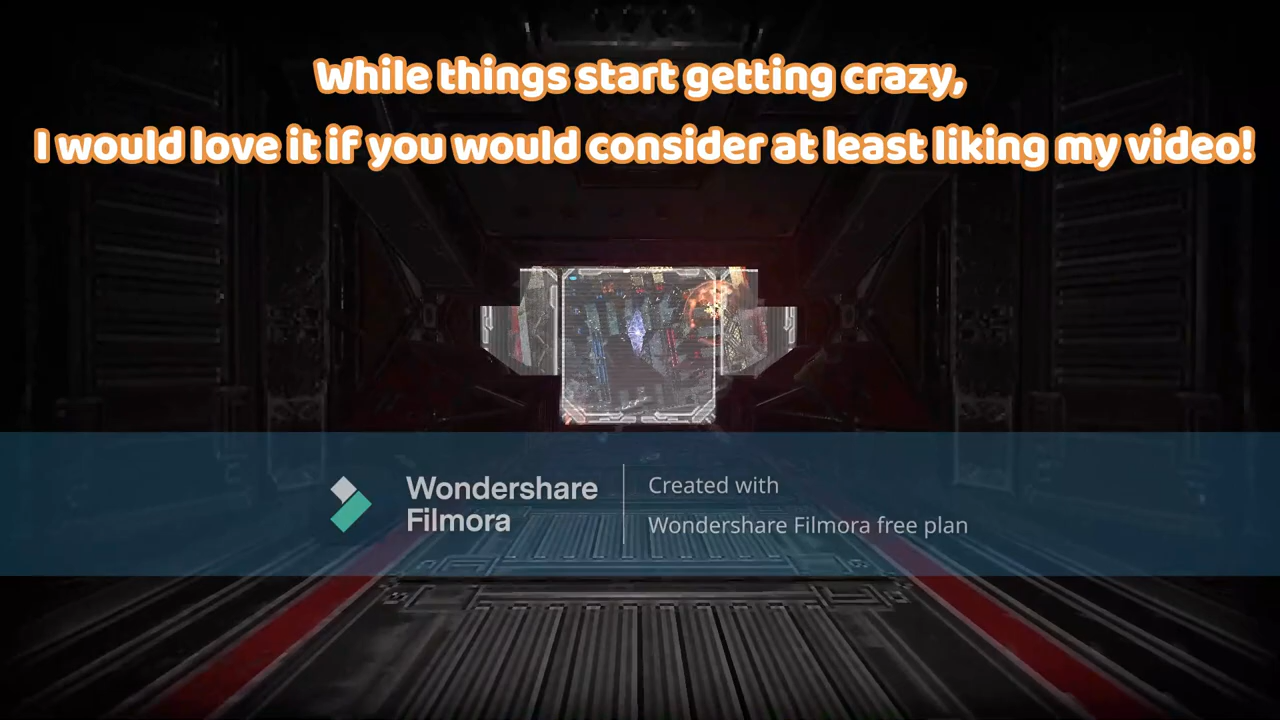 While things start getting crazy,
I would love it if you would consider at least liking my video!
Wondershare
Filmora
Created with
Wondershare Filmora free plan